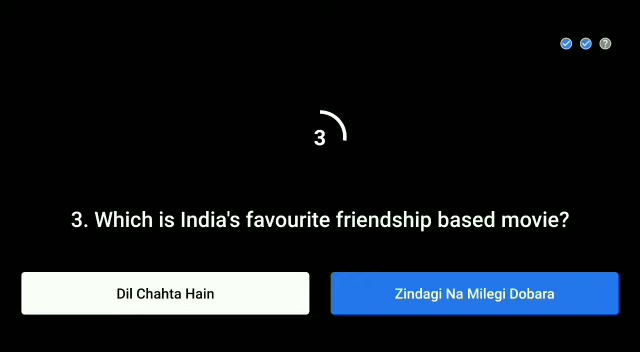 ?
3
3. Which is India's favourite friendship based movie?
Dil Chahta Hain
Zindagi Na Milegi Dobara